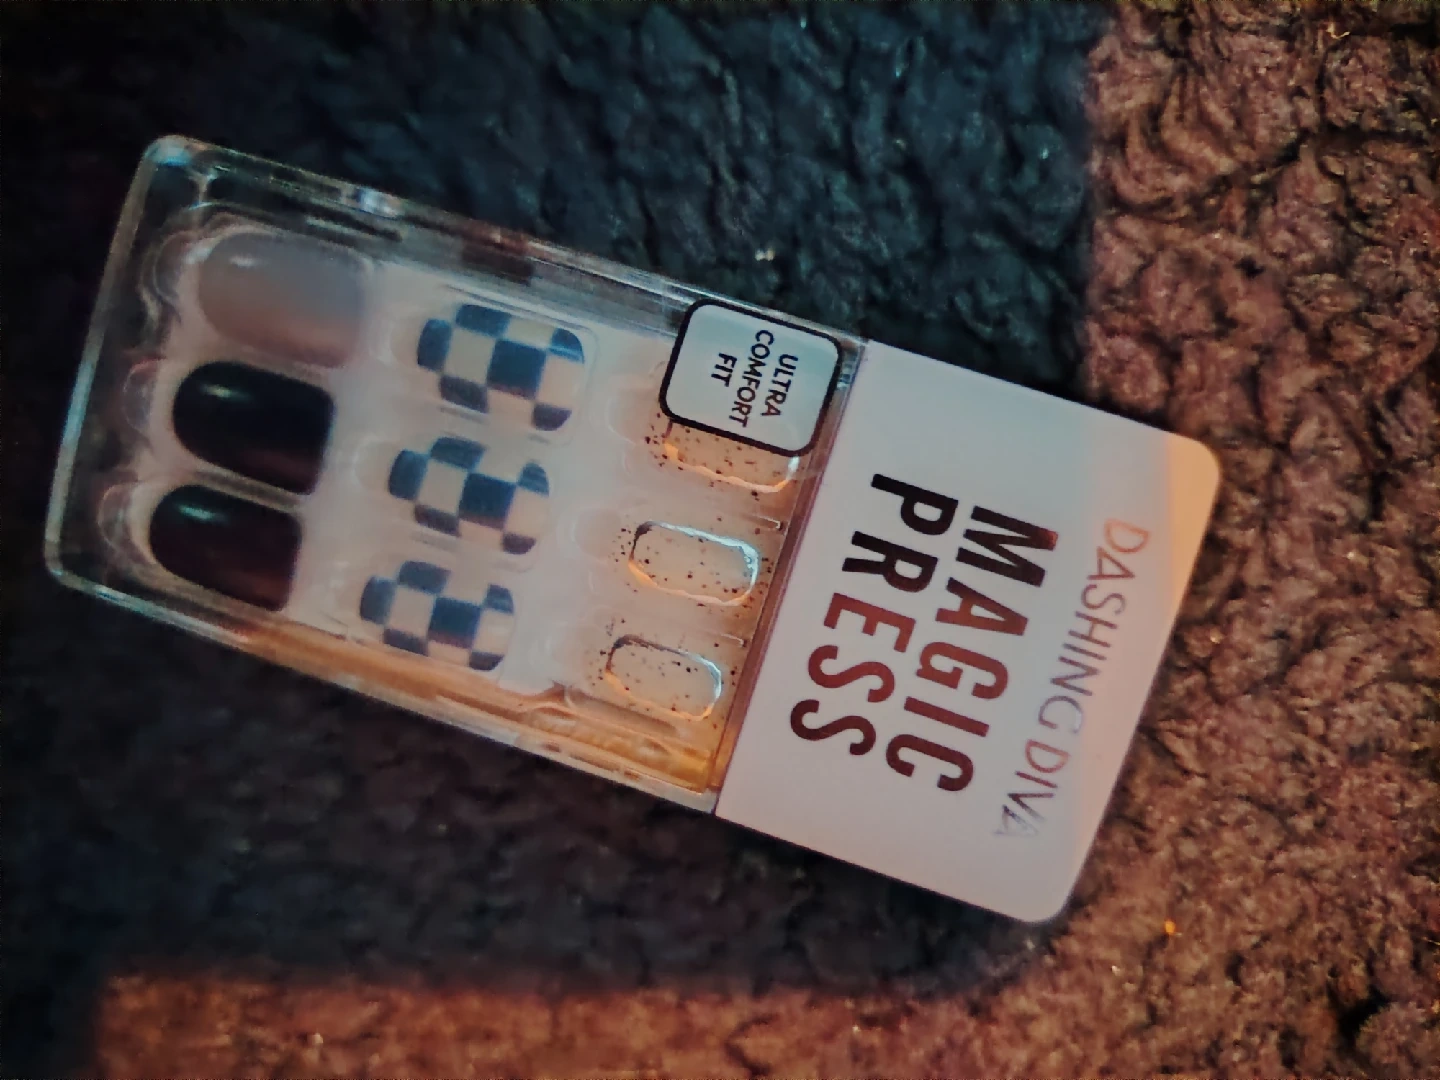 DASHING DIVA
MAGIC
PRESS
ULTRA
COMFORT
FIT